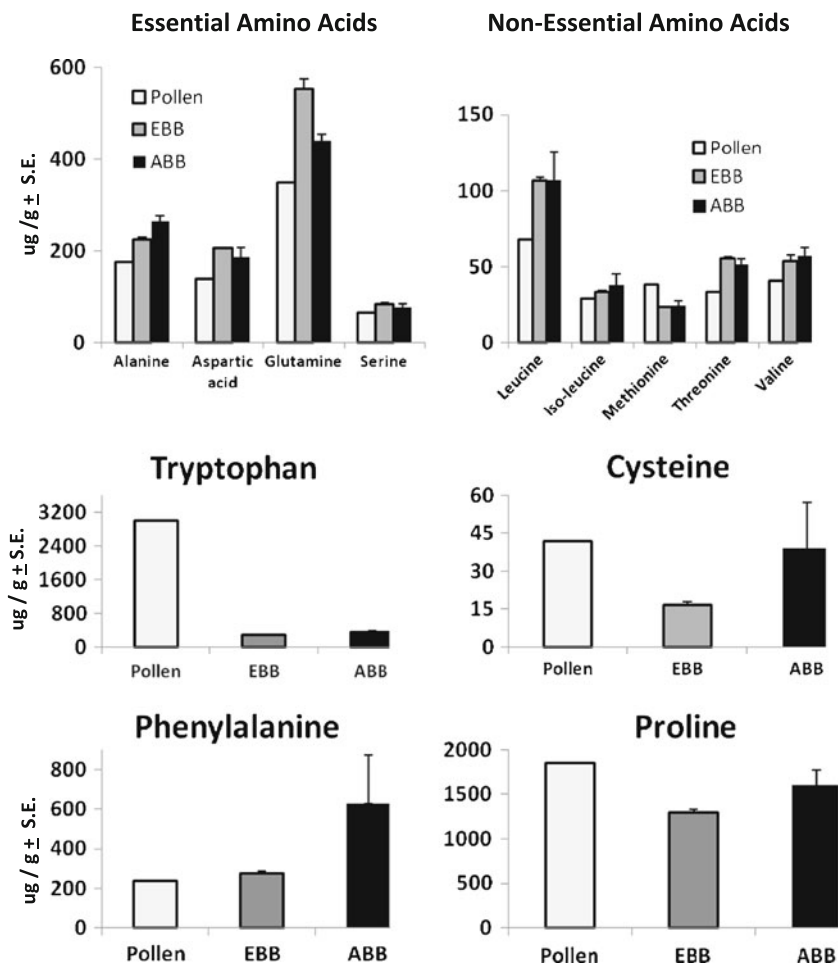 Essential Amino Acids
Non-Essential Amino Acids
600
400
200
0
ug /g ± S.E.
Pollen
EBB
ABB
Alanine
Aspartic
acid
Glutamine
Serine
150
100
50
0
Pollen
EBB
ABB
Leucine
Iso-leucine
Methionine
Threonine
Valine
Tryptophan
3200
2400
1600
800
0
ug / g ± S.E.
Pollen
EBB
ABB
Cysteine
60
45
30
15
0
Pollen
EBB
ABB
Phenylalanine
800
600
400
200
0
ug / g ± S.E.
Pollen
EBB
ABB
Proline
2000
1500
1000
500
0
Pollen
EBB
ABB